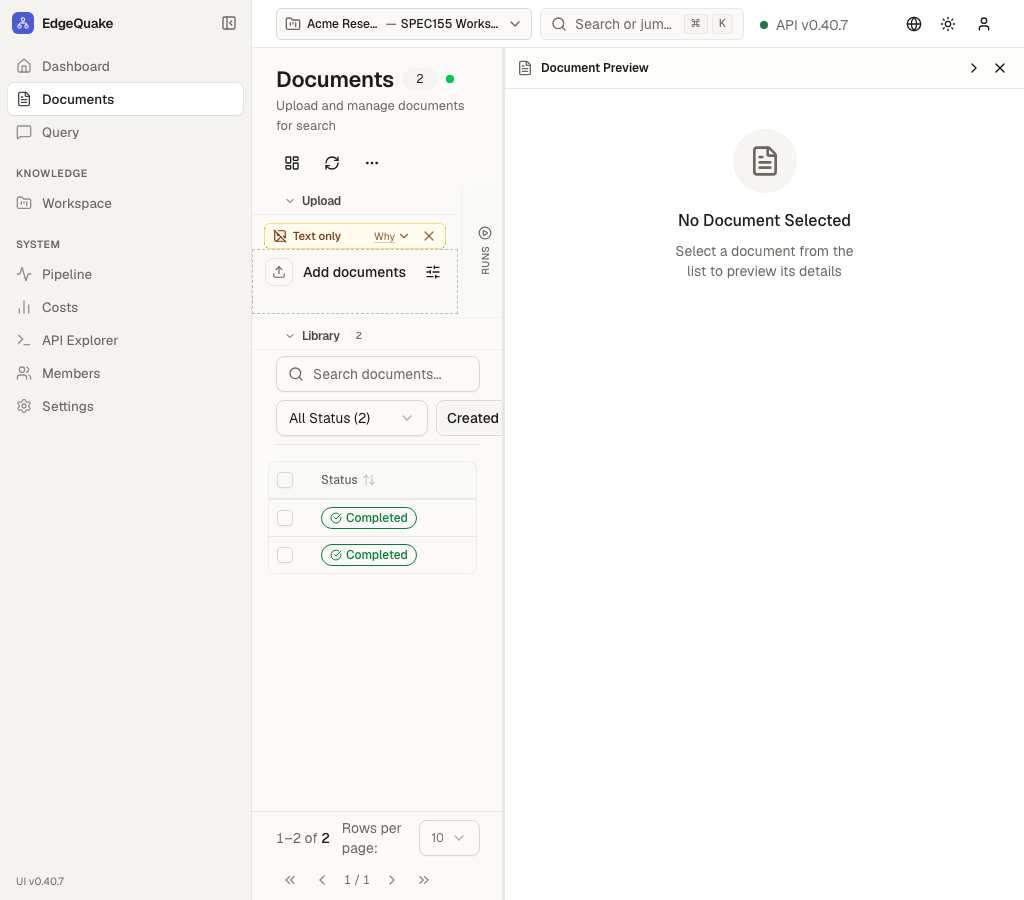 EdgeQuake
Dashboard
Documents
Query
KNOWLEDGE
Workspace
SYSTEM
Pipeline
Costs
API Explorer
Members
Settings
UI v0.40.7
Acme Rese... — SPEC155 Works...
Search or jum... ⌘ K
API v0.40.7
Documents 2
Upload and manage documents
for search
Upload
Text only Why
Add documents
RUNS
Library 2
Search documents...
All Status (2) Created
Status
Completed
Completed
1–2 of 2 Rows per
page: 10
1 / 1
Document Preview
No Document Selected
Select a document from the
list to preview its details